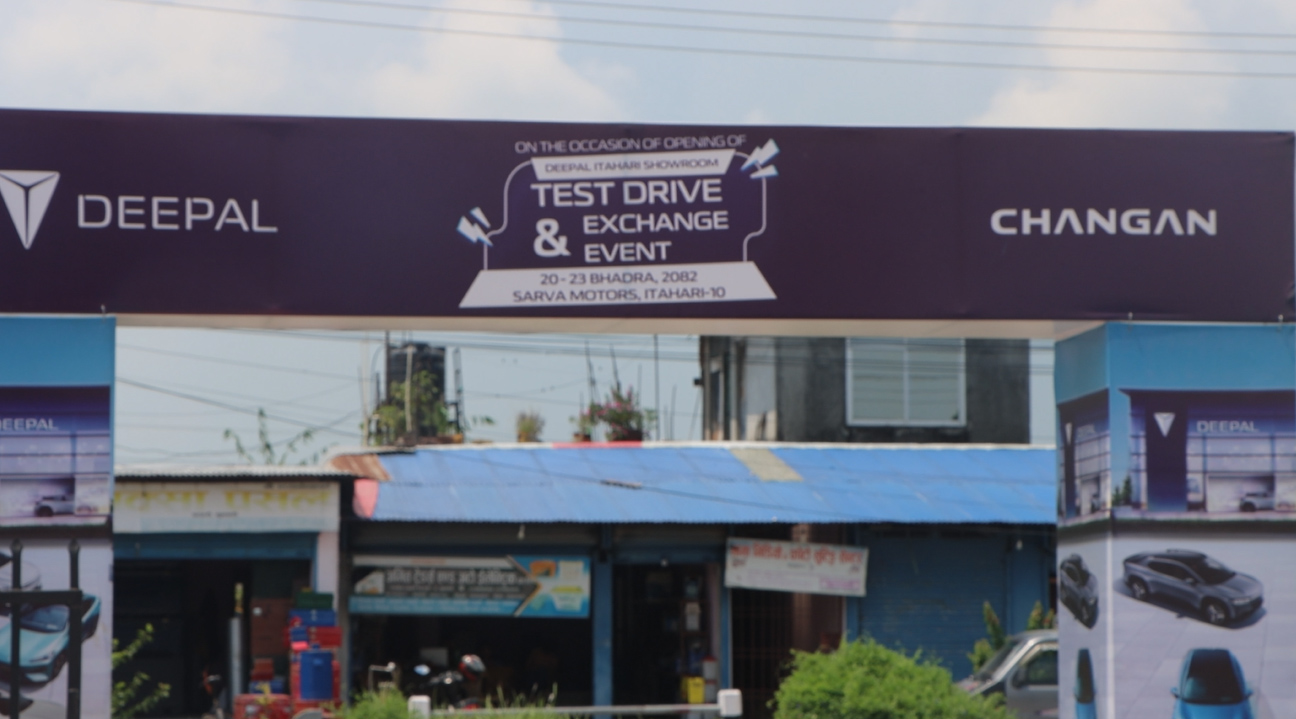 DEEPAL
ON THE OCCASION OF OPENING OF
DEEPAL ITAHARI SHOWROOM
TEST DRIVE
& EXCHANGE
EVENT
20 - 23 BHADRA, 2082
SARVA MOTORS, ITAHARI-10
CHANGAN
DEEPAL
DEEPAL